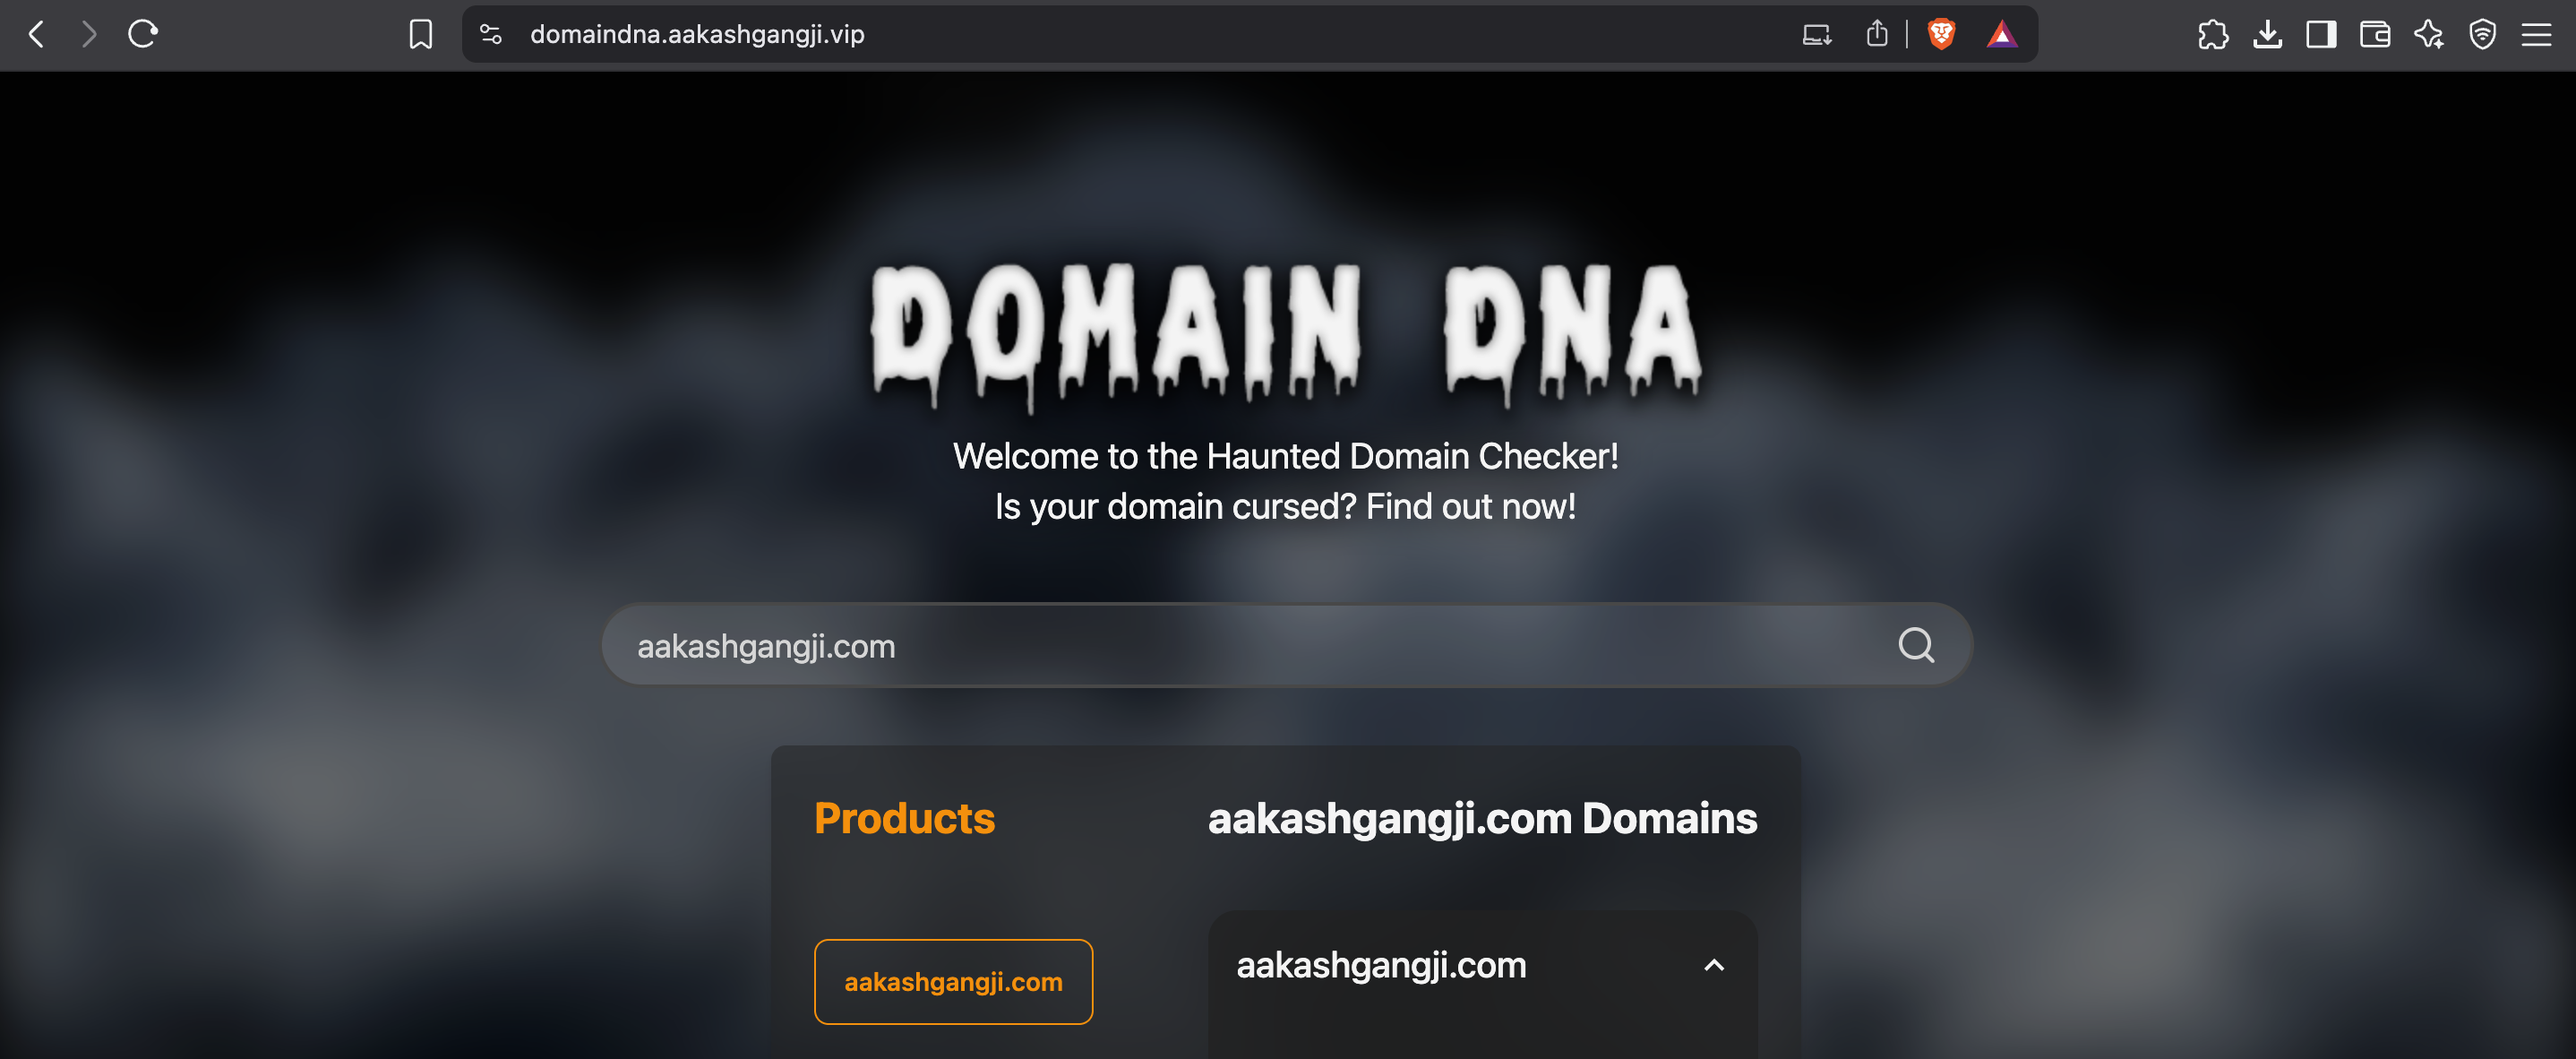 domaindna.aakashgangji.vip
DOMAIN DNA
Welcome to the Haunted Domain Checker!
Is your domain cursed? Find out now!
aakashgangji.com
Products
aakashgangji.com Domains
aakashgangji.com
aakashgangji.com